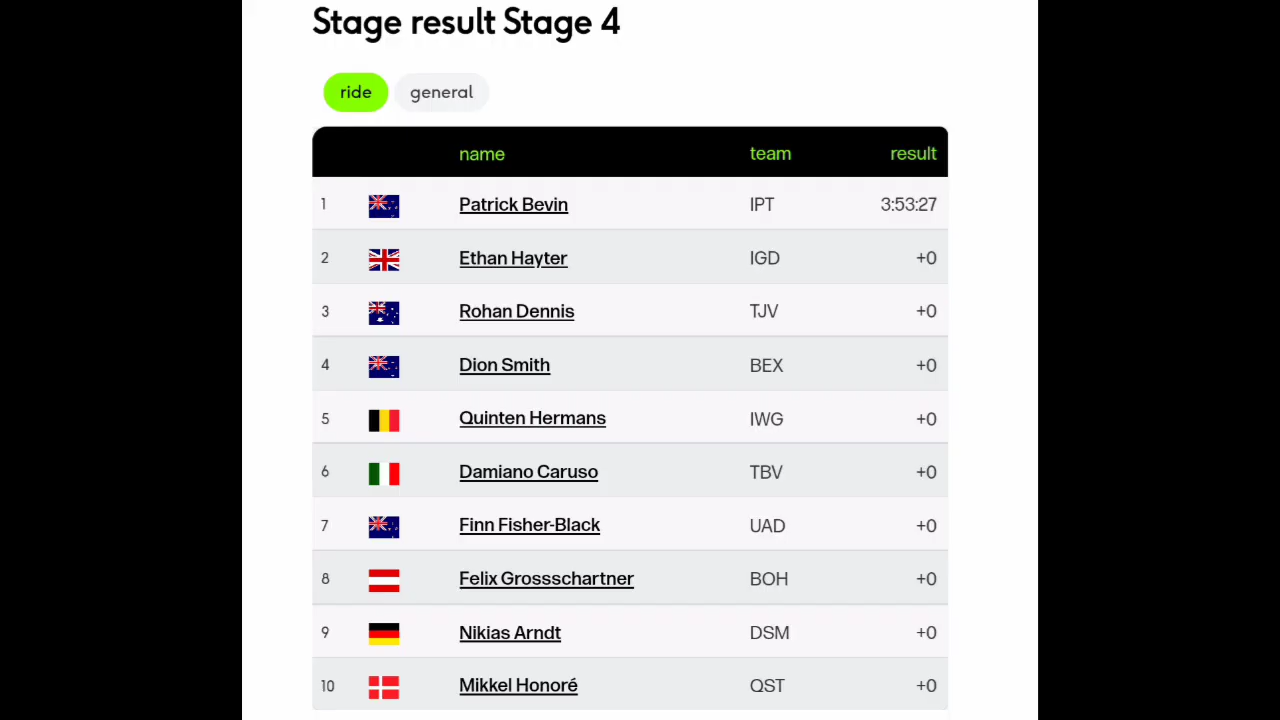 Stage result Stage 4
ride general
name team result
1 Patrick Bevin IPT 3:53:27
2 Ethan Hayter IGD +0
3 Rohan Dennis TJV +0
4 Dion Smith BEX +0
5 Quinten Hermans IWG +0
6 Damiano Caruso TBV +0
7 Finn Fisher-Black UAD +0
8 Felix Grossschartner BOH +0
9 Nikias Arndt DSM +0
10 Mikkel Honoré QST +0